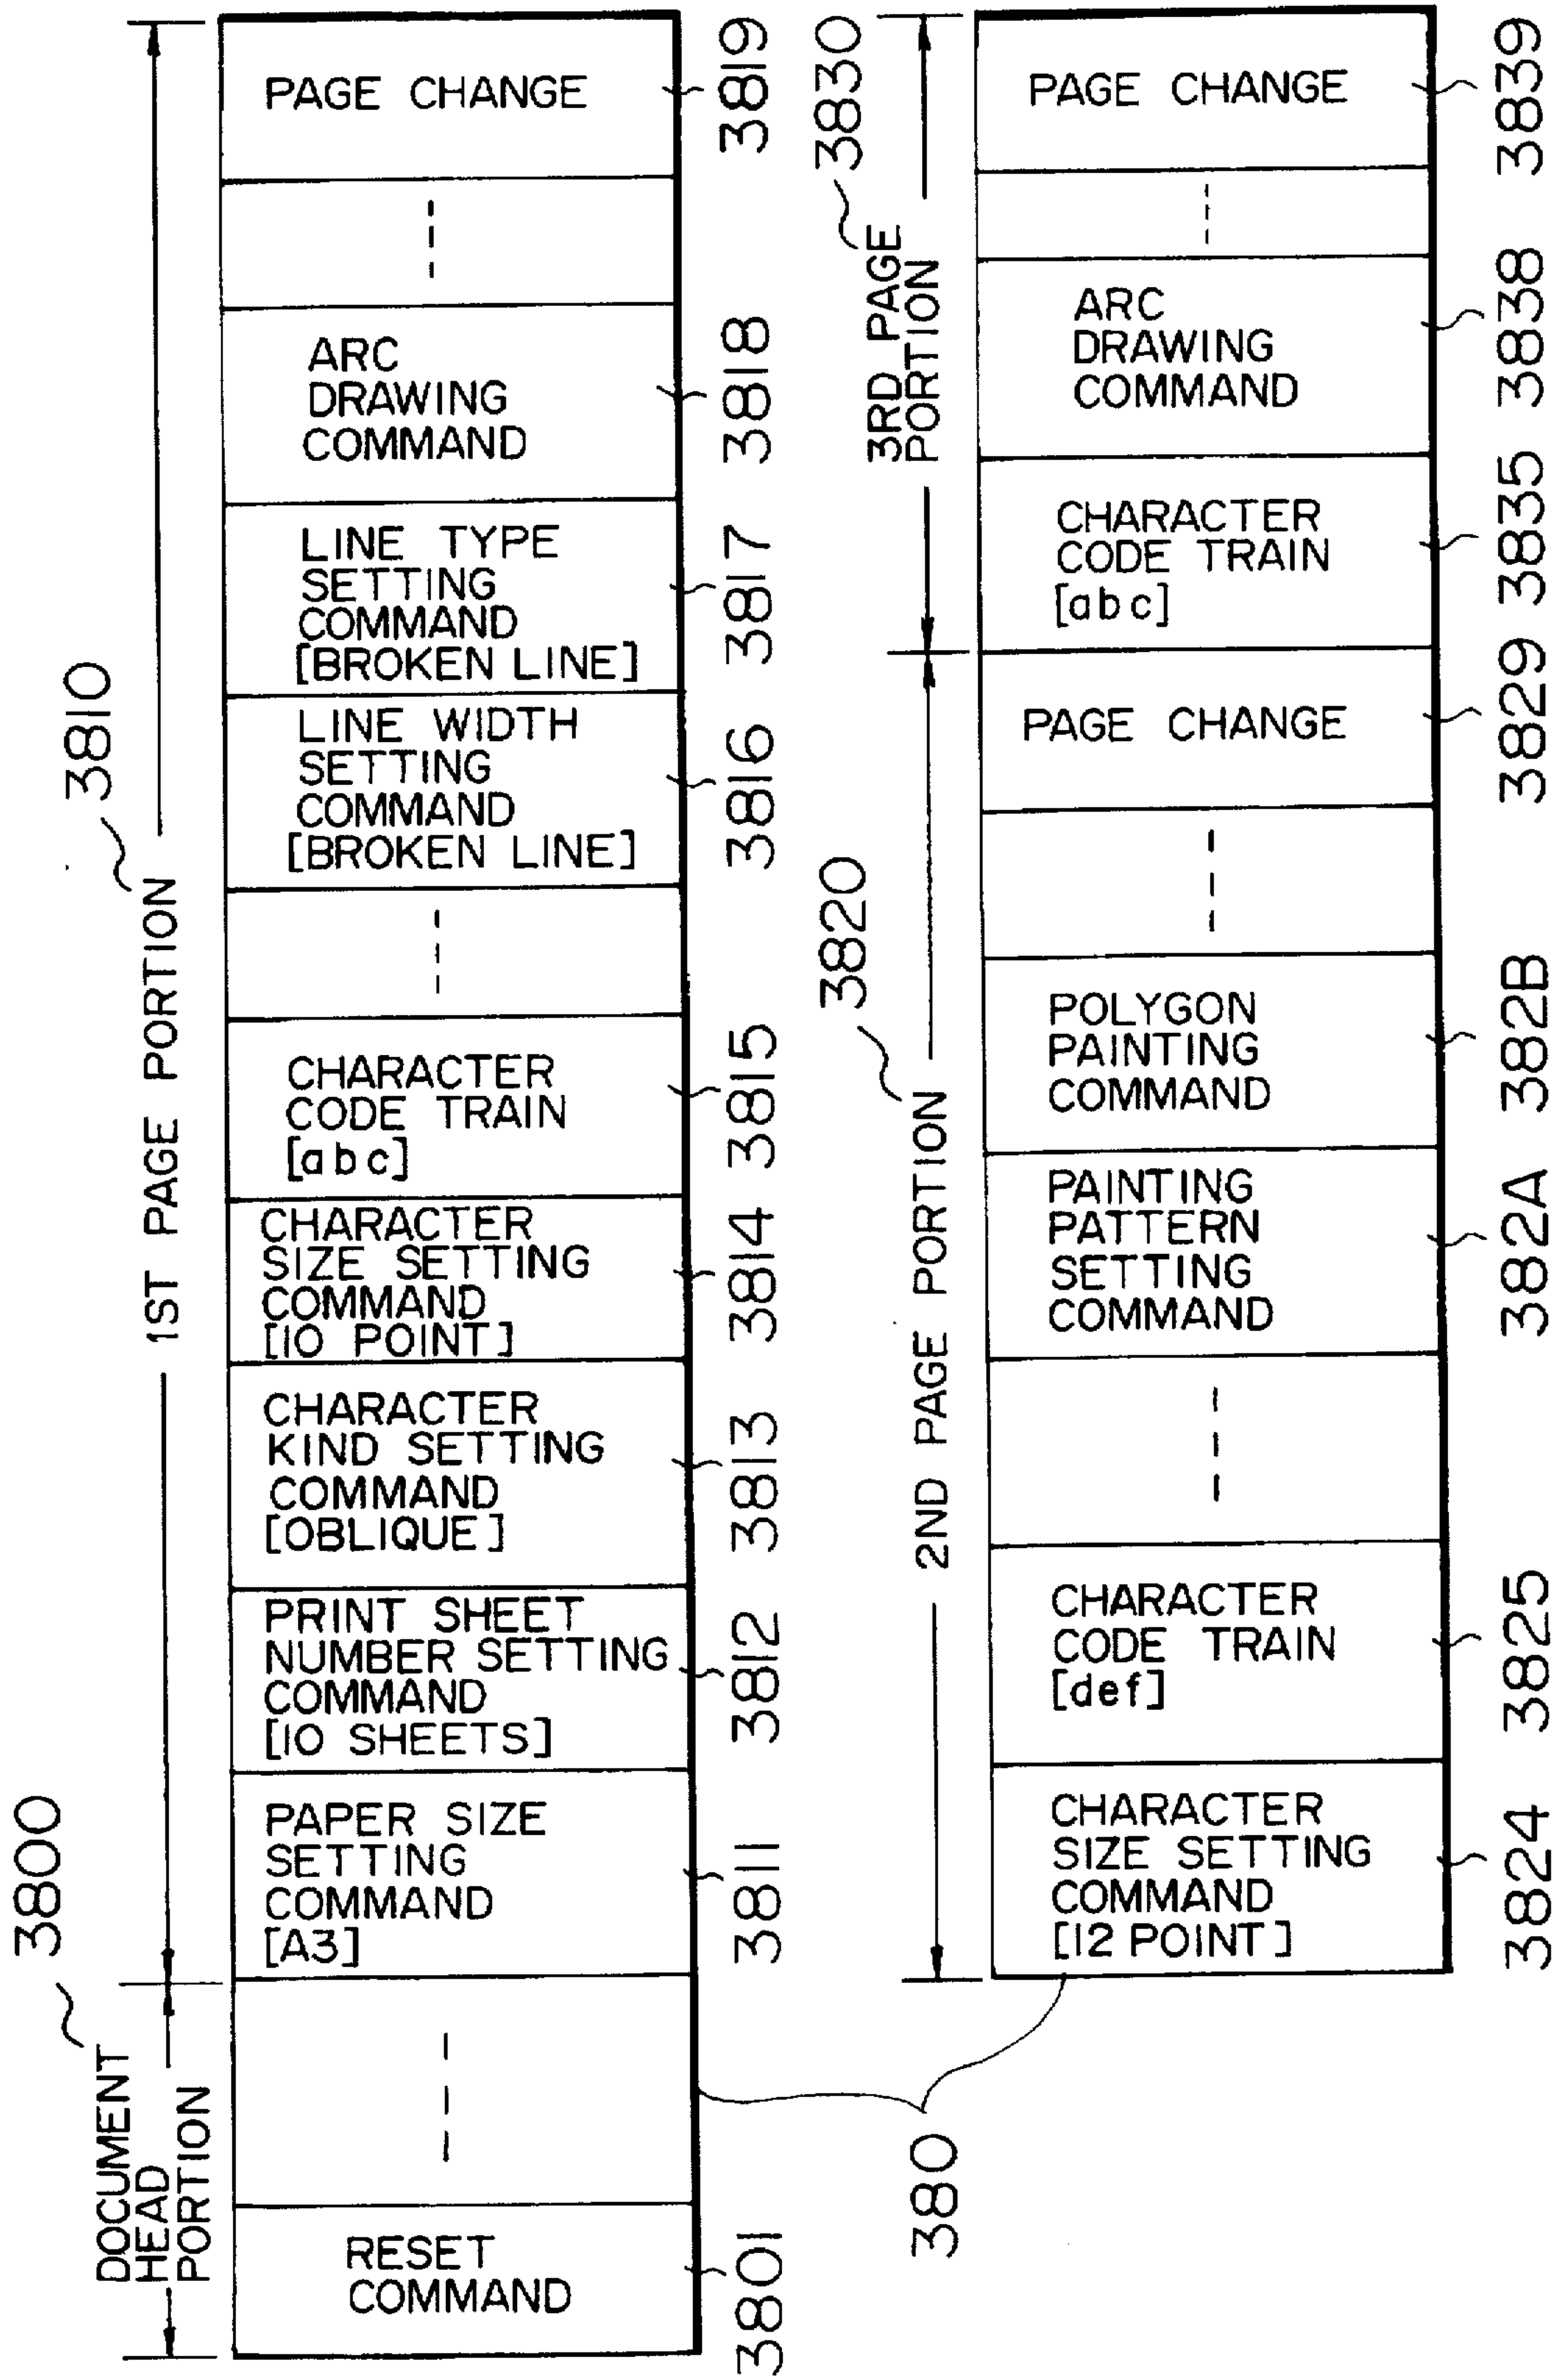 3800
DOCUMENT
HEAD
PORTION
1ST PAGE PORTION
3810
RESET
COMMAND
3801
PAPER SIZE
SETTING
COMMAND
[A3]
3811
PRINT SHEET
NUMBER SETTING
COMMAND
[10 SHEETS]
3812
CHARACTER
KIND SETTING
COMMAND
[OBLIQUE]
3813
CHARACTER
SIZE SETTING
COMMAND
[10 POINT]
3814
CHARACTER
CODE TRAIN
[abc]
3815
LINE WIDTH
SETTING
COMMAND
[BROKEN LINE]
3816
LINE TYPE
SETTING
COMMAND
[BROKEN LINE]
3817
ARC
DRAWING
COMMAND
3818
PAGE CHANGE
3819
380
2ND PAGE PORTION
3820
3RD PAGE
PORTION
3830
CHARACTER
SIZE SETTING
COMMAND
[12 POINT]
3824
CHARACTER
CODE TRAIN
[def]
3825
PAINTING
PATTERN
SETTING
COMMAND
382A
POLYGON
PAINTING
COMMAND
382B
PAGE CHANGE
3829
CHARACTER
CODE TRAIN
[abc]
3835
ARC
DRAWING
COMMAND
3838
PAGE CHANGE
3839